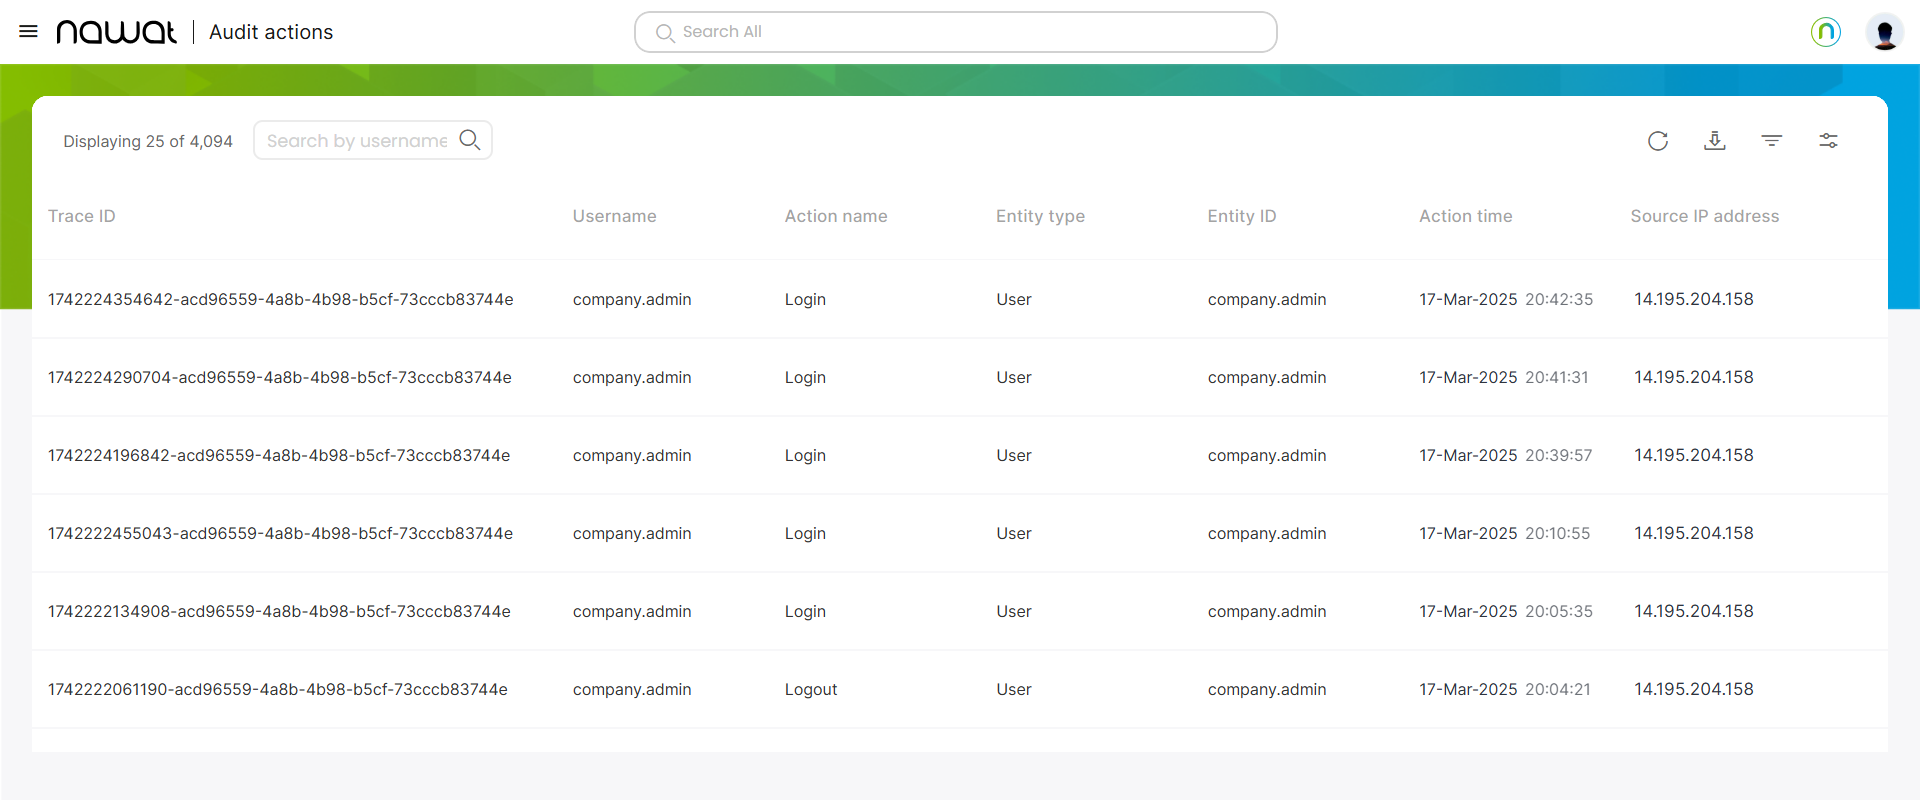 nawat | Audit actions Search All
Displaying 25 of 4,094 Search by username
Trace ID Username Action name Entity type Entity ID Action time Source IP address
1742224354642-acd96559-4a8b-4b98-b5cf-73cccb83744e company.admin Login User company.admin 17-Mar-2025 20:42:35 14.195.204.158
1742224290704-acd96559-4a8b-4b98-b5cf-73cccb83744e company.admin Login User company.admin 17-Mar-2025 20:41:31 14.195.204.158
1742224196842-acd96559-4a8b-4b98-b5cf-73cccb83744e company.admin Login User company.admin 17-Mar-2025 20:39:57 14.195.204.158
1742222455043-acd96559-4a8b-4b98-b5cf-73cccb83744e company.admin Login User company.admin 17-Mar-2025 20:10:55 14.195.204.158
1742222134908-acd96559-4a8b-4b98-b5cf-73cccb83744e company.admin Login User company.admin 17-Mar-2025 20:05:35 14.195.204.158
1742222061190-acd96559-4a8b-4b98-b5cf-73cccb83744e company.admin Logout User company.admin 17-Mar-2025 20:04:21 14.195.204.158